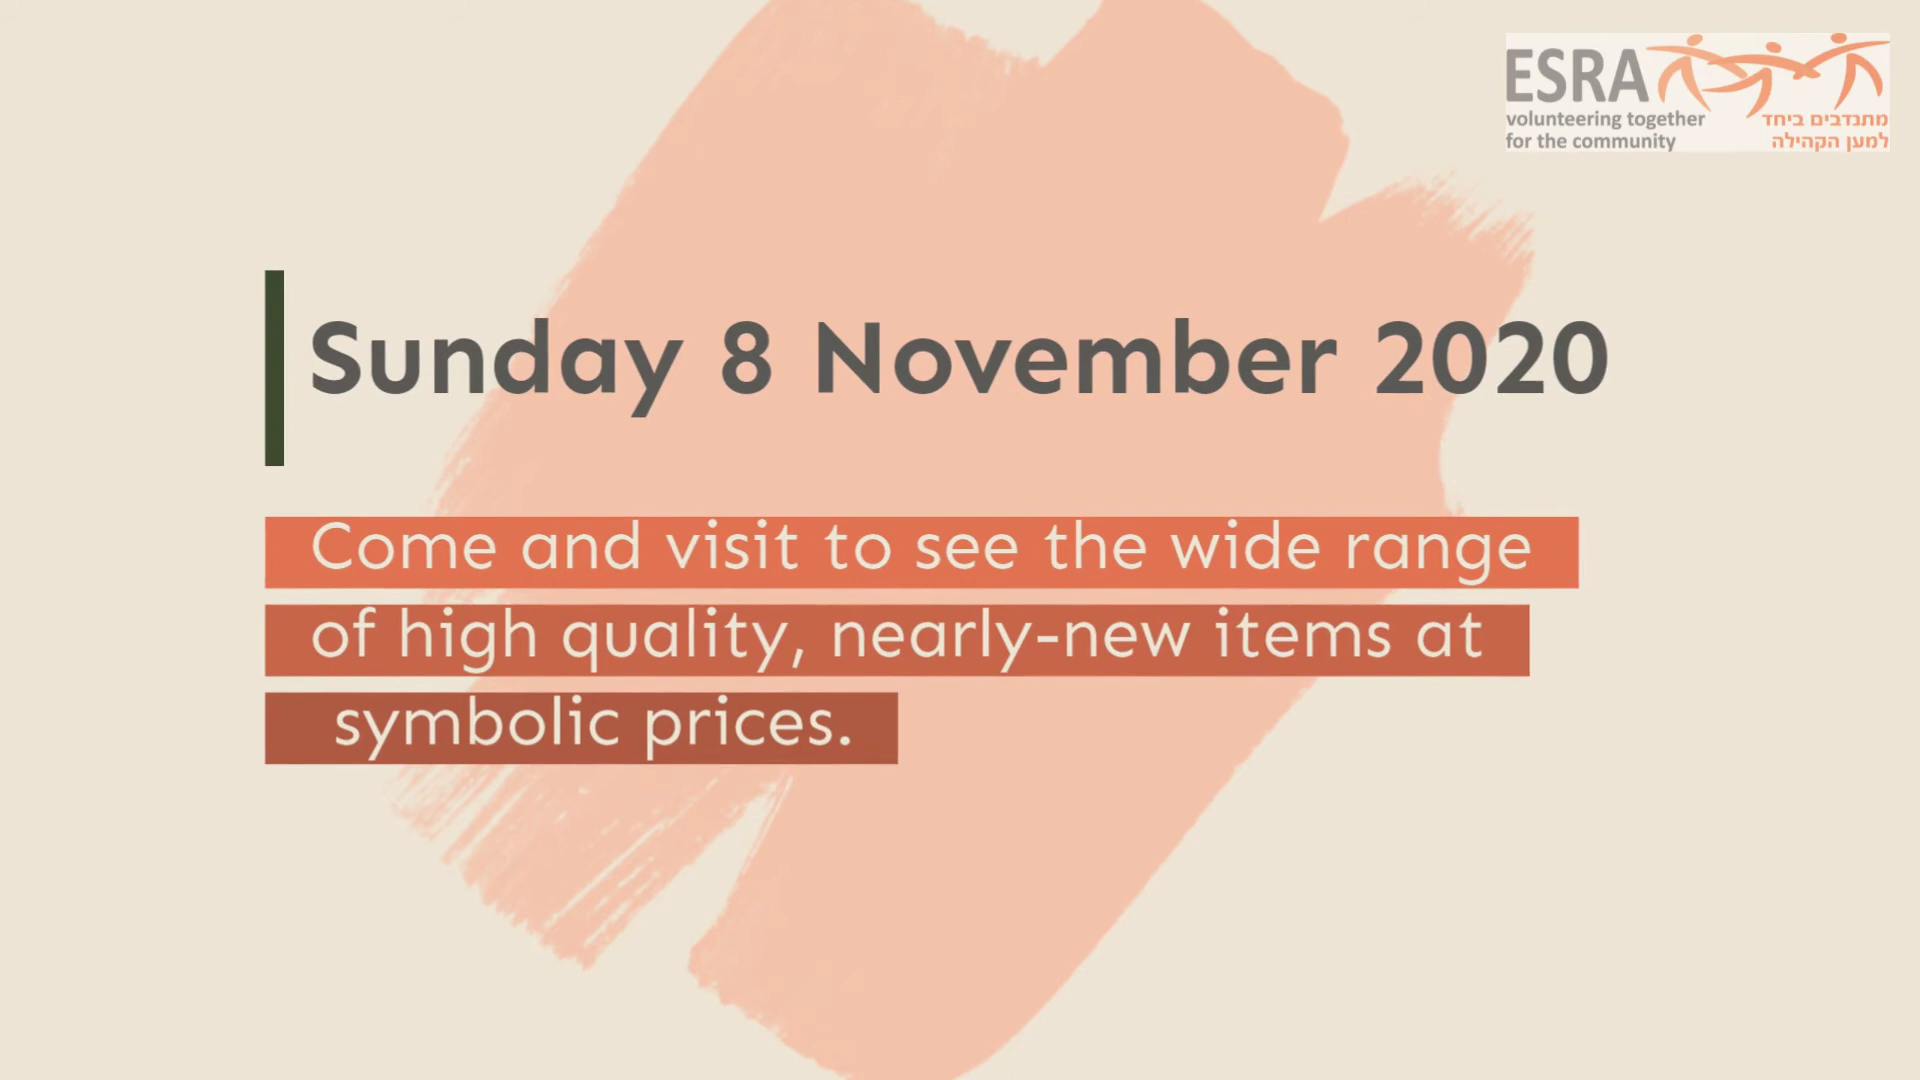 ESRA
volunteering together
for the community
מתנדבים ביחד
למען הקהילה
Sunday 8 November 2020
Come and visit to see the wide range
of high quality, nearly-new items at
symbolic prices.